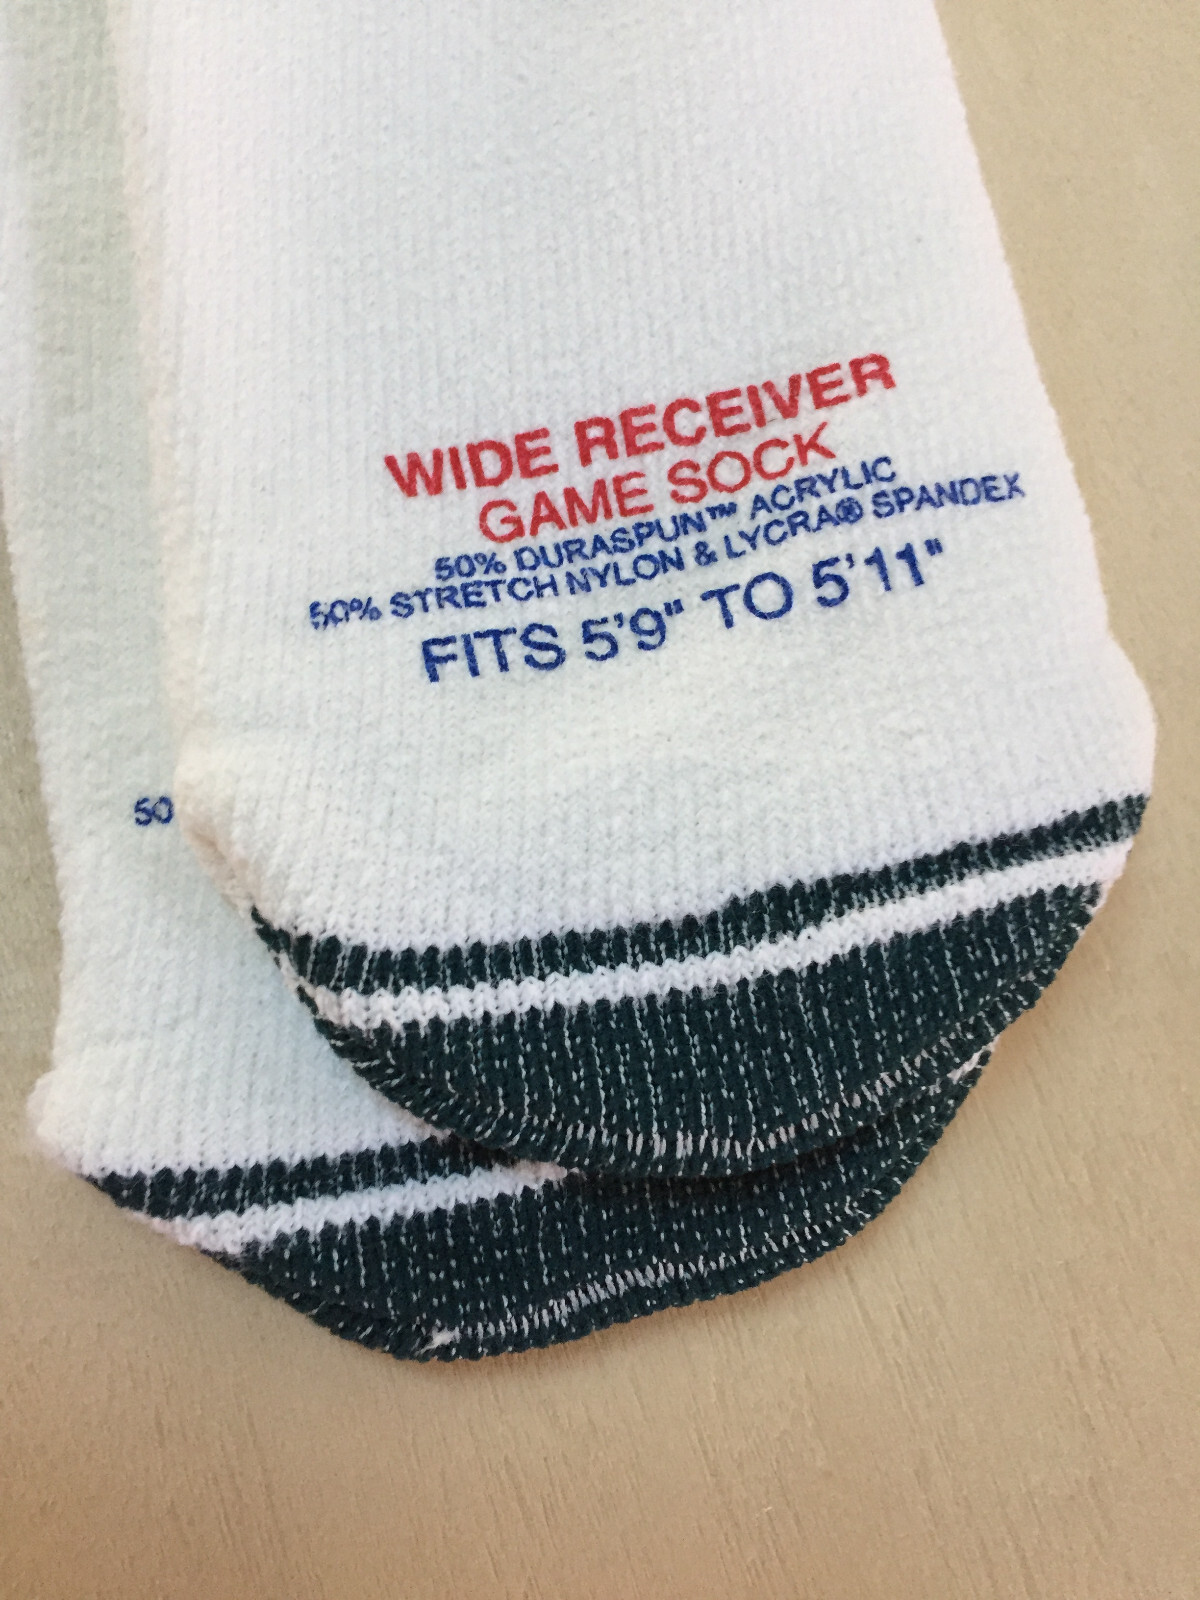 WIDE RECEIVER
GAME SOCK
50% DURASPUN™ ACRYLIC
50% STRETCH NYLON & LYCRA® SPANDEX
FITS 5'9" TO 5'11"
50